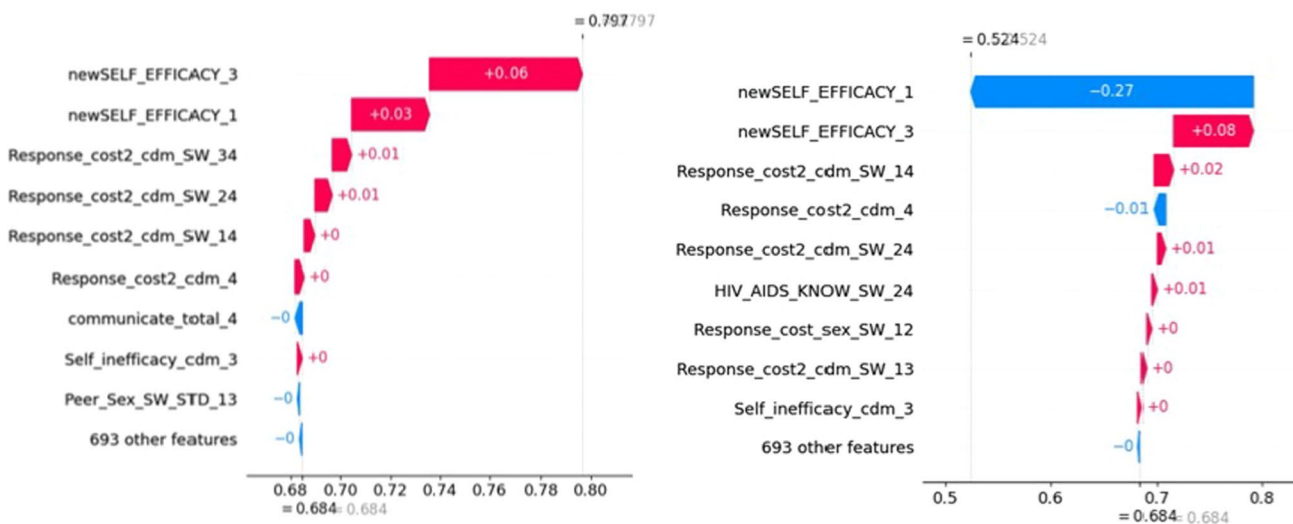 = 0.797
newSELF_EFFICACY_3
+0.06
newSELF_EFFICACY_1
+0.03
Response_cost2_cdm_SW_34
+0.01
Response_cost2_cdm_SW_24
+0.01
Response_cost2_cdm_SW_14
+0
Response_cost2_cdm_4
+0
communicate_total_4
−0
Self_inefficacy_cdm_3
+0
Peer_Sex_SW_STD_13
−0
693 other features
−0
0.68 0.70 0.72 0.74 0.76 0.78 0.80
= 0.684 = 0.684
= 0.524
newSELF_EFFICACY_1
−0.27
newSELF_EFFICACY_3
+0.08
Response_cost2_cdm_SW_14
+0.02
Response_cost2_cdm_4
−0.01
Response_cost2_cdm_SW_24
+0.01
HIV_AIDS_KNOW_SW_24
+0.01
Response_cost_sex_SW_12
+0
Response_cost2_cdm_SW_13
+0
Self_inefficacy_cdm_3
+0
693 other features
−0
0.5 0.6 0.7 0.8
= 0.684 = 0.684